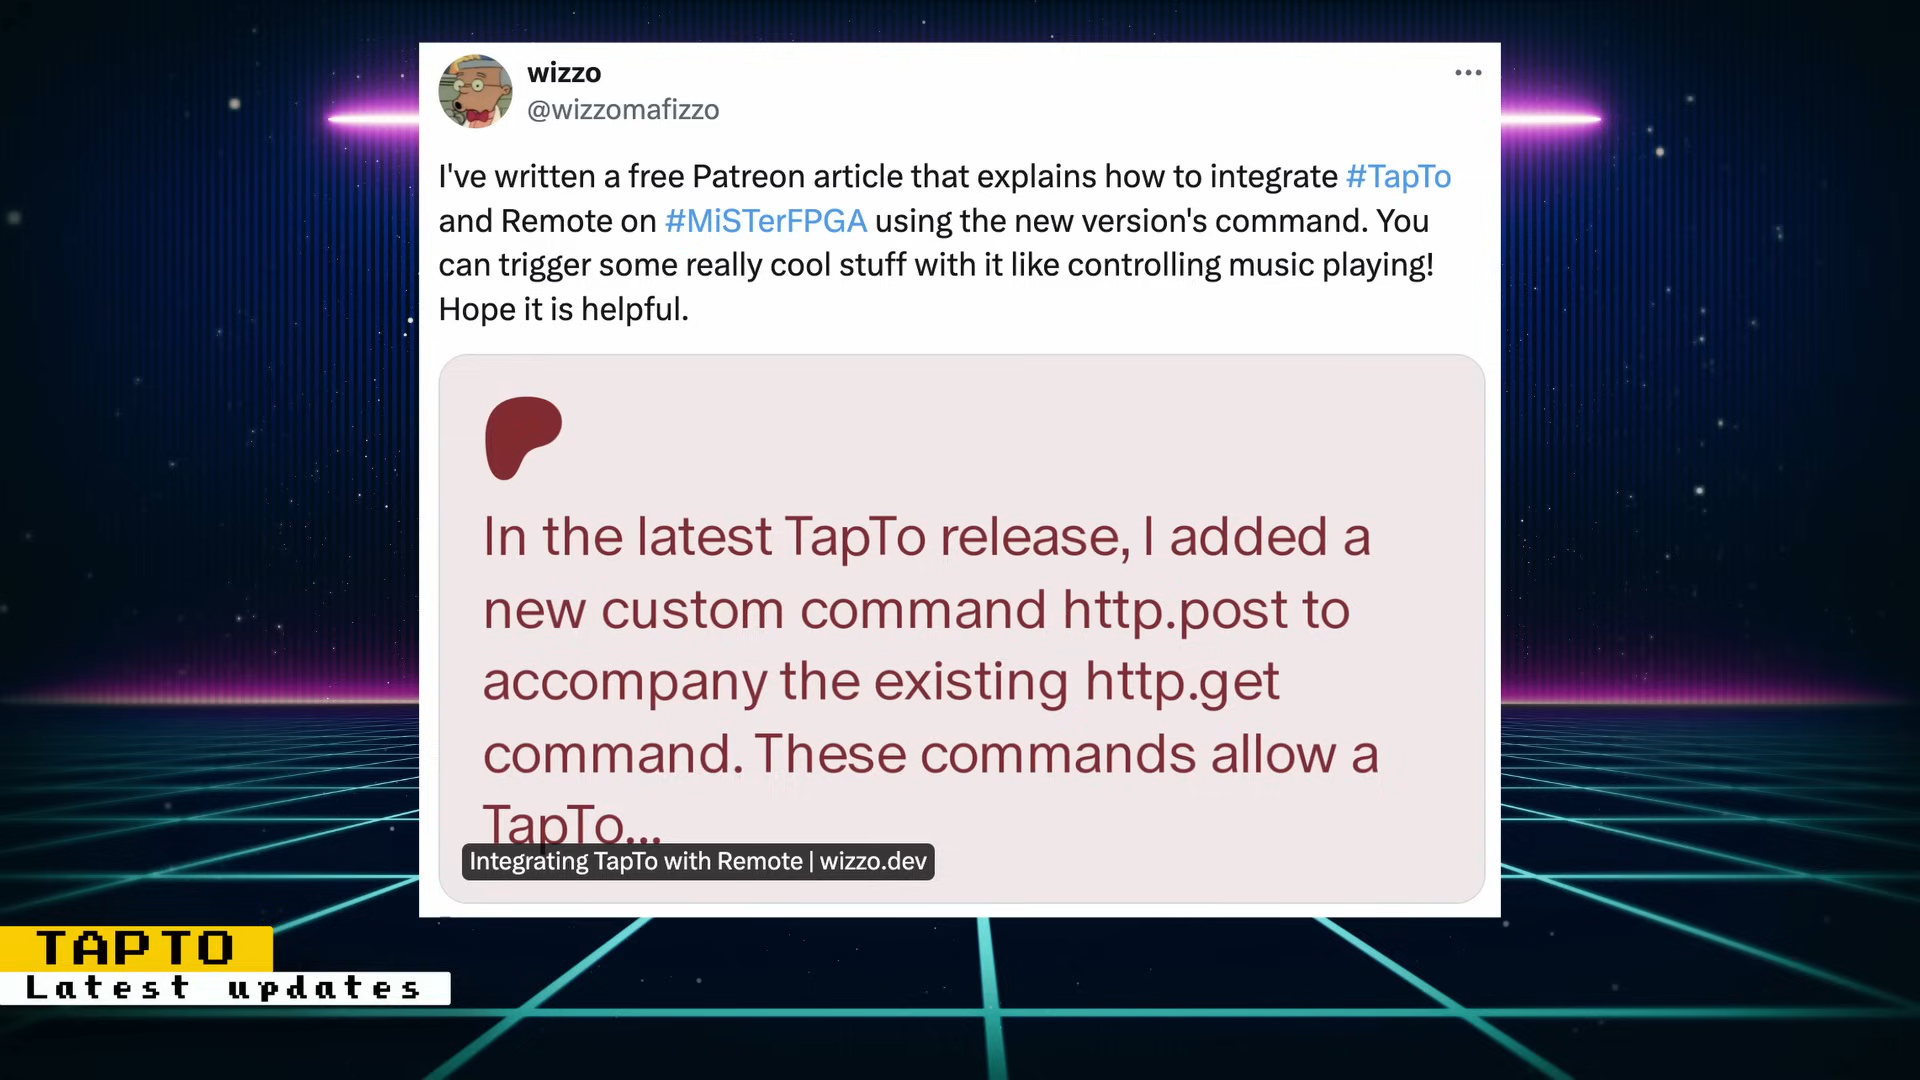 wizzo
@wizzomafizzo
I've written a free Patreon article that explains how to integrate #TapTo
and Remote on #MiSTerFPGA using the new version's command. You
can trigger some really cool stuff with it like controlling music playing!
Hope it is helpful.
In the latest TapTo release, I added a
new custom command http.post to
accompany the existing http.get
command. These commands allow a
TapTo...
Integrating TapTo with Remote | wizzo.dev
TAPTO
Latest updates